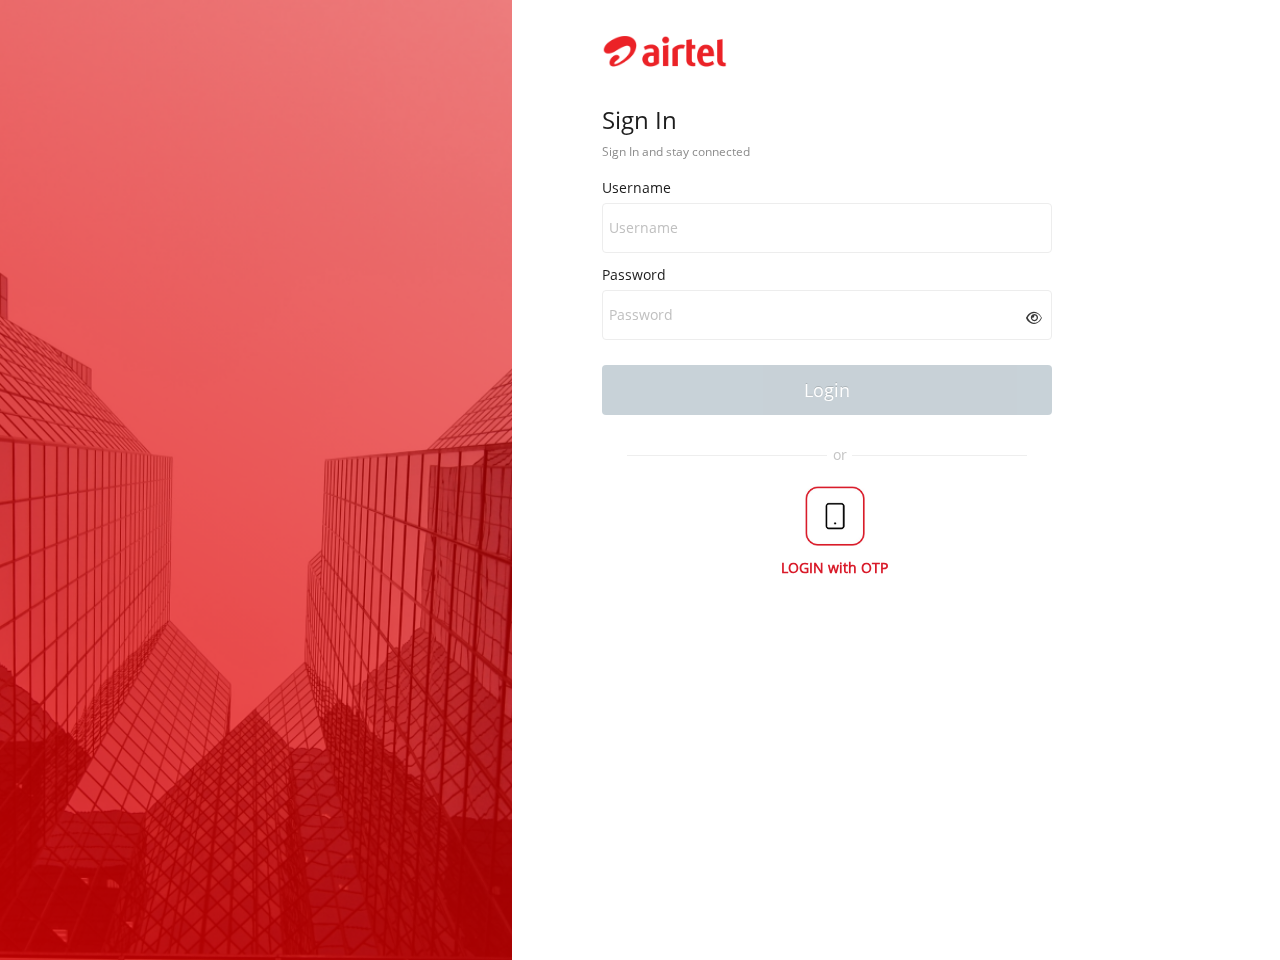 airtel
Sign In
Sign In and stay connected
Username
Username
Password
Password
Login
or
LOGIN with OTP